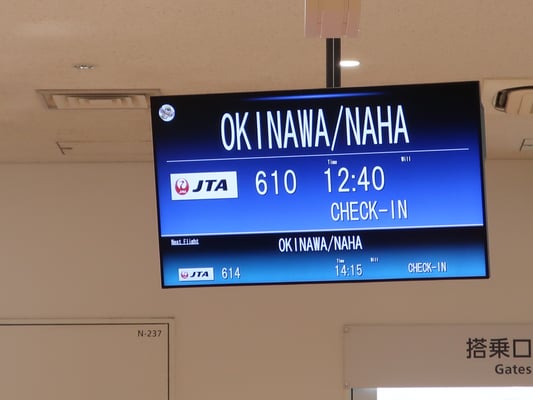 OKINAWA/NAHA
Time Will
JTA 610 12:40
CHECK-IN
Next Flight OKINAWA/NAHA
Time Will
JTA 614 14:15 CHECK-IN
N-237
搭乗口
Gates